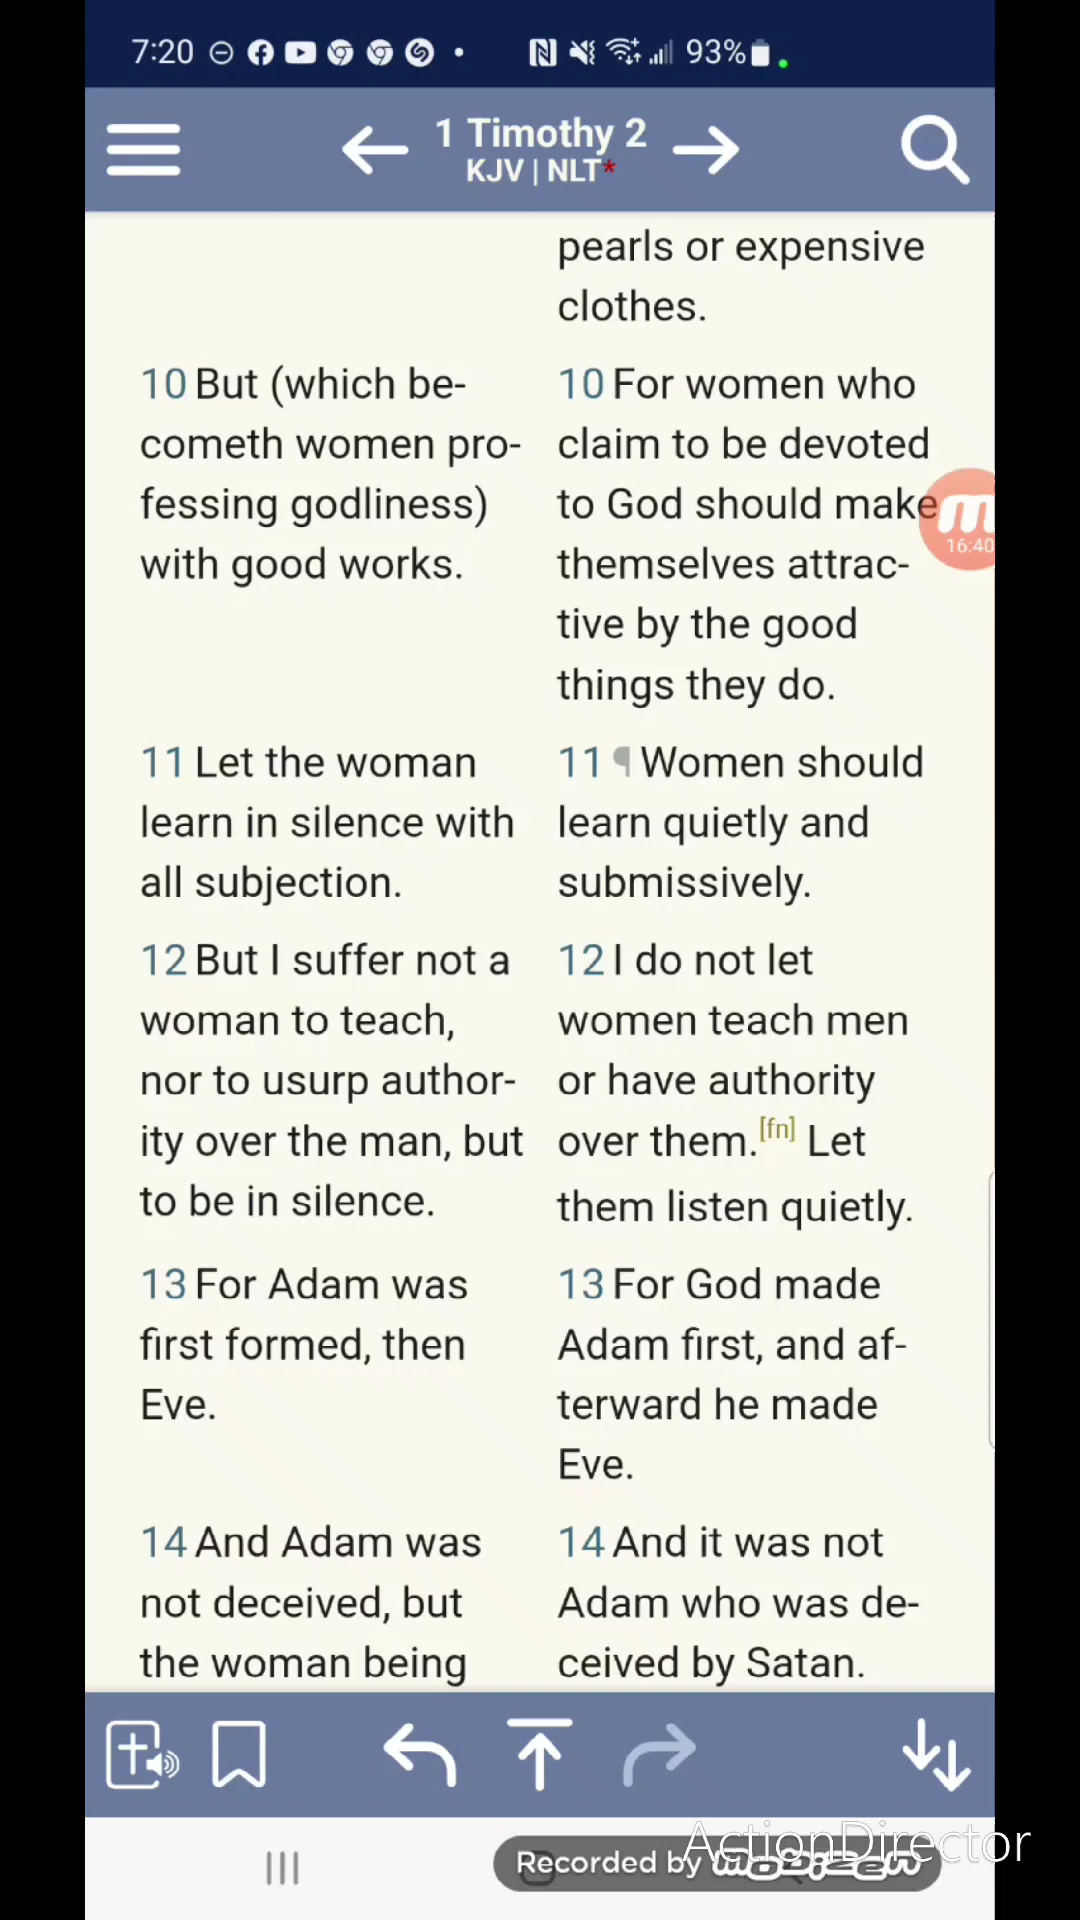 7:20
93%
1 Timothy 2
KJV | NLT*
pearls or expensive
clothes.
10 But (which be-
cometh women pro-
fessing godliness)
with good works.
10 For women who
claim to be devoted
to God should make
themselves attrac-
tive by the good
things they do.
m
16:40
11 Let the woman
learn in silence with
all subjection.
11 ¶ Women should
learn quietly and
submissively.
12 But I suffer not a
woman to teach,
nor to usurp author-
ity over the man, but
to be in silence.
12 I do not let
women teach men
or have authority
over them.[fn] Let
them listen quietly.
13 For Adam was
first formed, then
Eve.
13 For God made
Adam first, and af-
terward he made
Eve.
14 And Adam was
not deceived, but
the woman being
14 And it was not
Adam who was de-
ceived by Satan.
ActionDirector
Recorded by mobizen